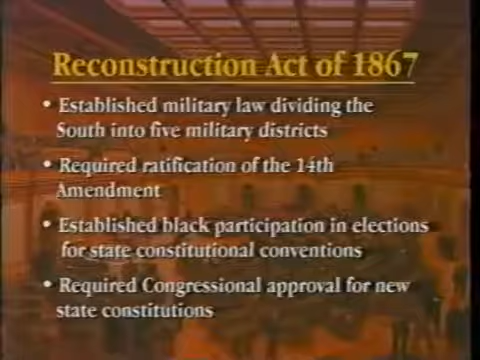 Reconstruction Act of 1867
• Established military law dividing the
South into five military districts
• Required ratification of the 14th
Amendment
• Established black participation in elections
for state constitutional conventions
• Required Congressional approval for new
state constitutions